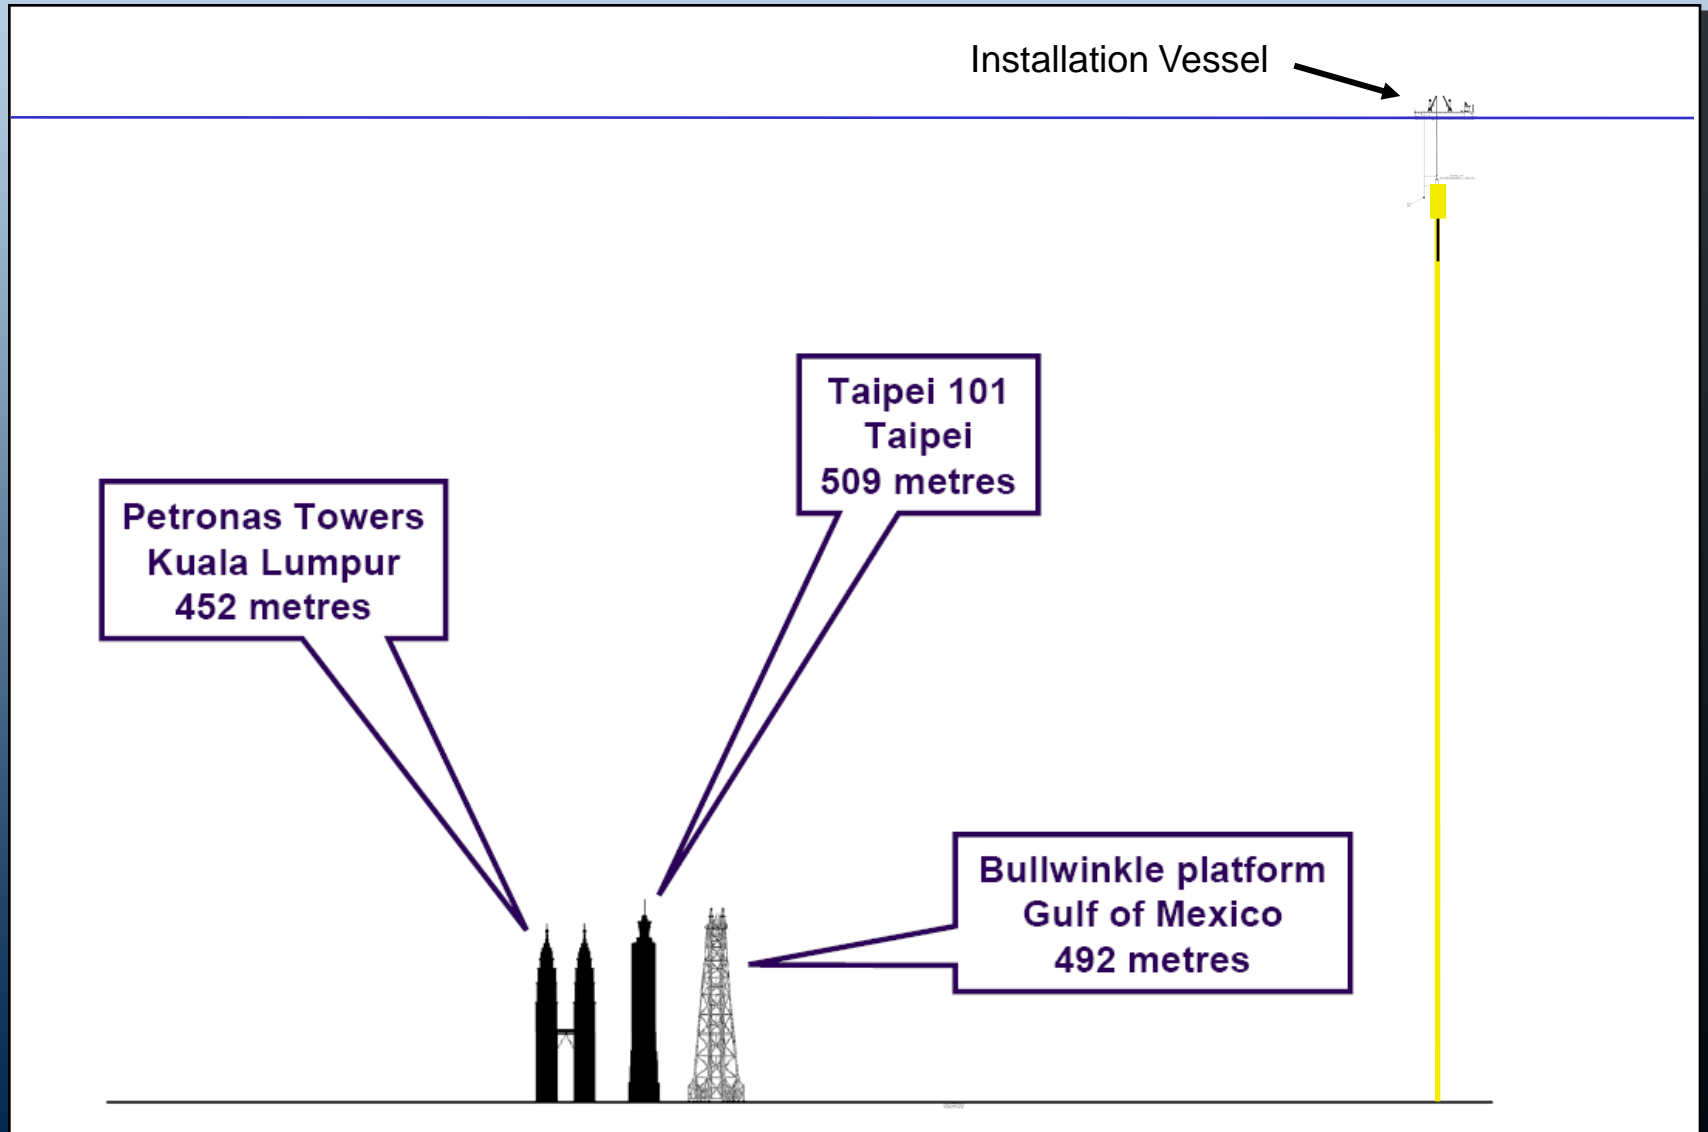 Installation Vessel
Taipei 101
Taipei
509 metres
Petronas Towers
Kuala Lumpur
452 metres
Bullwinkle platform
Gulf of Mexico
492 metres